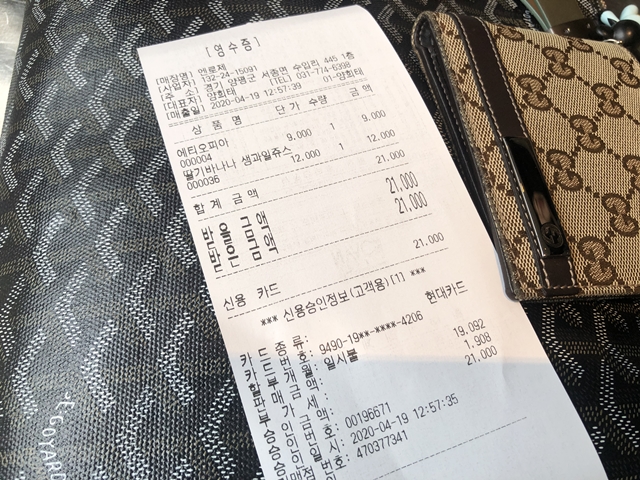 [영수증]
[매장명] 멘로제
[사업자] 132-24-15091
[주 소] 경기 양평군 서종면 수입리 445 1층
[대표자] 양희태 (TEL) 031-774-6398
[매출일] 2020-04-19 12:57:39 01-양희태
상 품 명 단 가 수량 금 액
에티오피아
000004 9,000 1 9,000
딸기바나나 생과일쥬스
000036 12,000 1 12,000
합 계 금 액 21,000
받 을 금 액 21,000
받 은 금 액 21,000
신용 카드 21,000
*** 신용승인정보(고객용)[1] ***
카 드 종 류: 현대카드
카 드 번 호: 9490-19**-****-4206
할 부 개 월: 일시불
판 매 금 액: 19,092
부 가 세: 1,908
승 인 금 액: 21,000
승 인 번 호: 00196671
승 인 일 시: 2020-04-19 12:57:35
가맹점 번호: 470377341
GOYARD